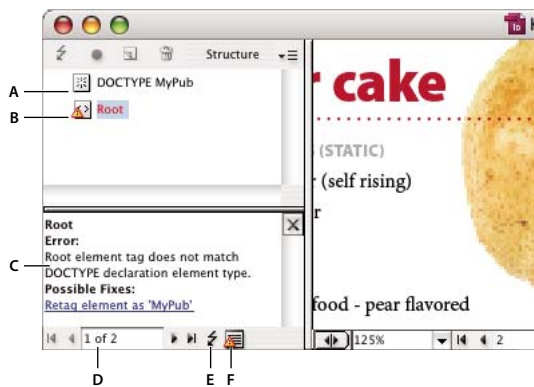 Structure
A
DOCTYPE MyPub
B
Root
Root
Error:
C
Root element tag does not match
DOCTYPE declaration element type.
Possible Fixes:
Retag element as 'MyPub'
1 of 2
D
E
F
Id
r cake
(STATIC)
r (self rising)
r
food - pear flavored
125%
2